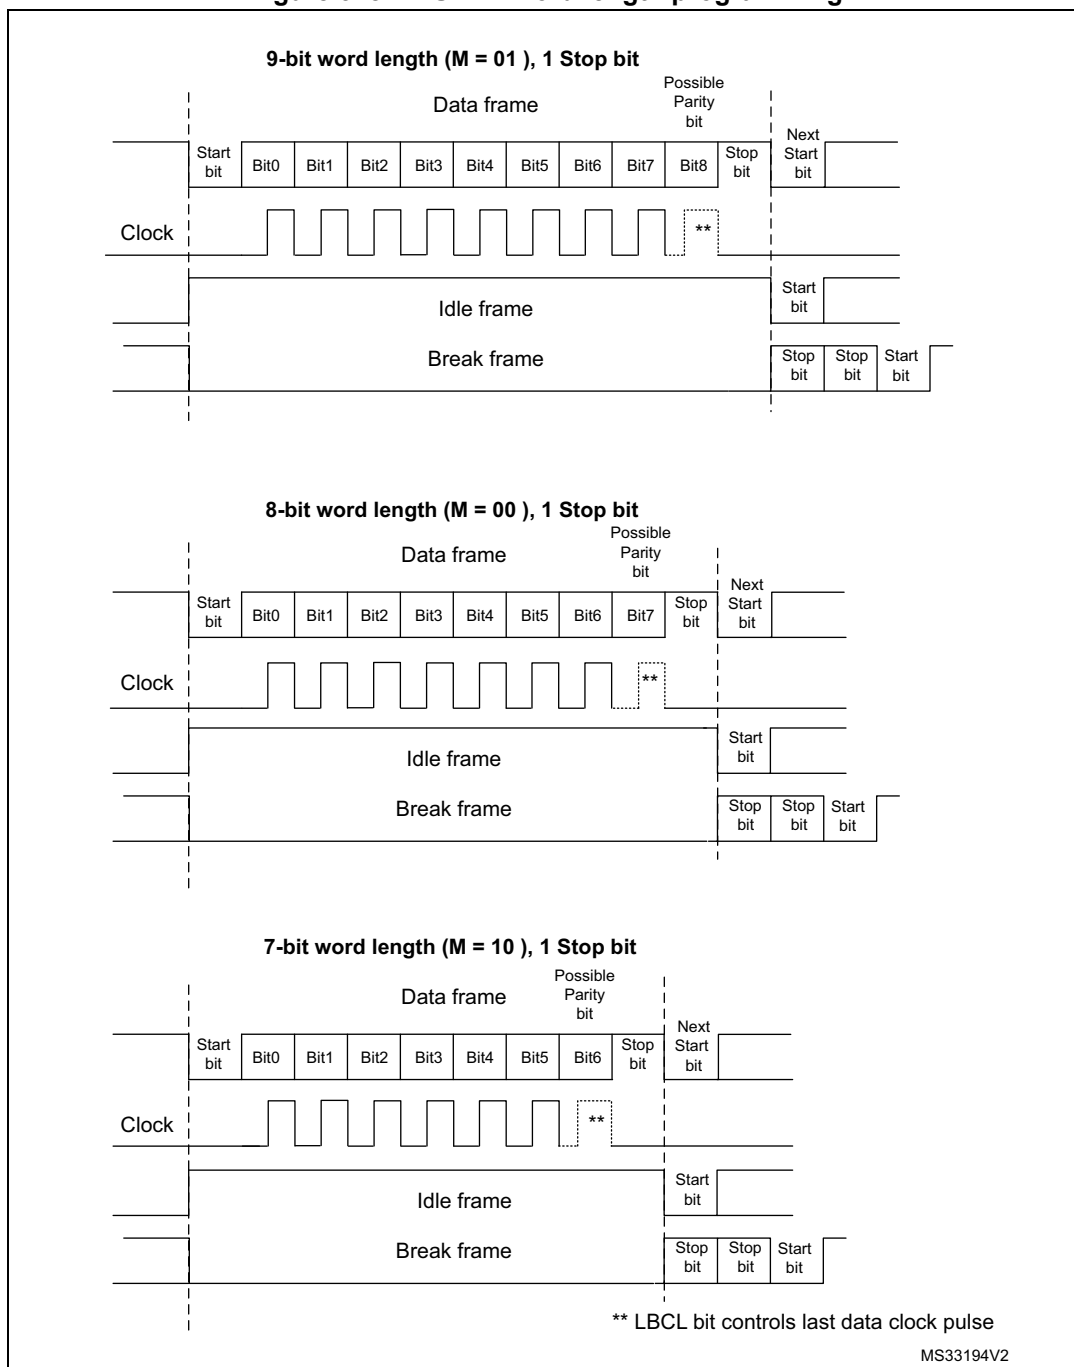 9-bit word length (M = 01 ), 1 Stop bit
Data frame
Possible
Parity
bit
Start
bit
Bit0
Bit1
Bit2
Bit3
Bit4
Bit5
Bit6
Bit7
Bit8
Stop
bit
Next
Start
bit
Clock
**
Idle frame
Start
bit
Break frame
Stop
bit
Stop
bit
Start
bit
8-bit word length (M = 00 ), 1 Stop bit
Data frame
Possible
Parity
bit
Start
bit
Bit0
Bit1
Bit2
Bit3
Bit4
Bit5
Bit6
Bit7
Stop
bit
Next
Start
bit
Clock
**
Idle frame
Start
bit
Break frame
Stop
bit
Stop
bit
Start
bit
7-bit word length (M = 10 ), 1 Stop bit
Data frame
Possible
Parity
bit
Start
bit
Bit0
Bit1
Bit2
Bit3
Bit4
Bit5
Bit6
Stop
bit
Next
Start
bit
Clock
**
Idle frame
Start
bit
Break frame
Stop
bit
Stop
bit
Start
bit
** LBCL bit controls last data clock pulse
MS33194V2